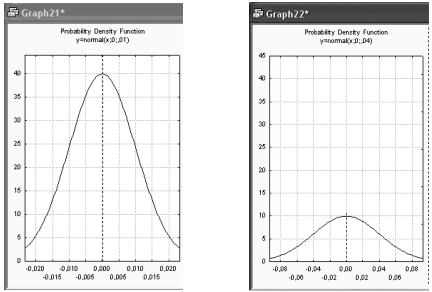 Graph21*
Probability Density Function
y=normal(x;0;,01)
40
35
30
25
20
15
10
5
0
-0,020 -0,010 0,000 0,010 0,020
-0,015 -0,005 0,005 0,015
Graph22*
Probability Density Function
y=normal(x;0;,04)
45
40
35
30
25
20
15
10
5
0
-0,08 -0,04 0,00 0,04 0,08
-0,06 -0,02 0,02 0,06